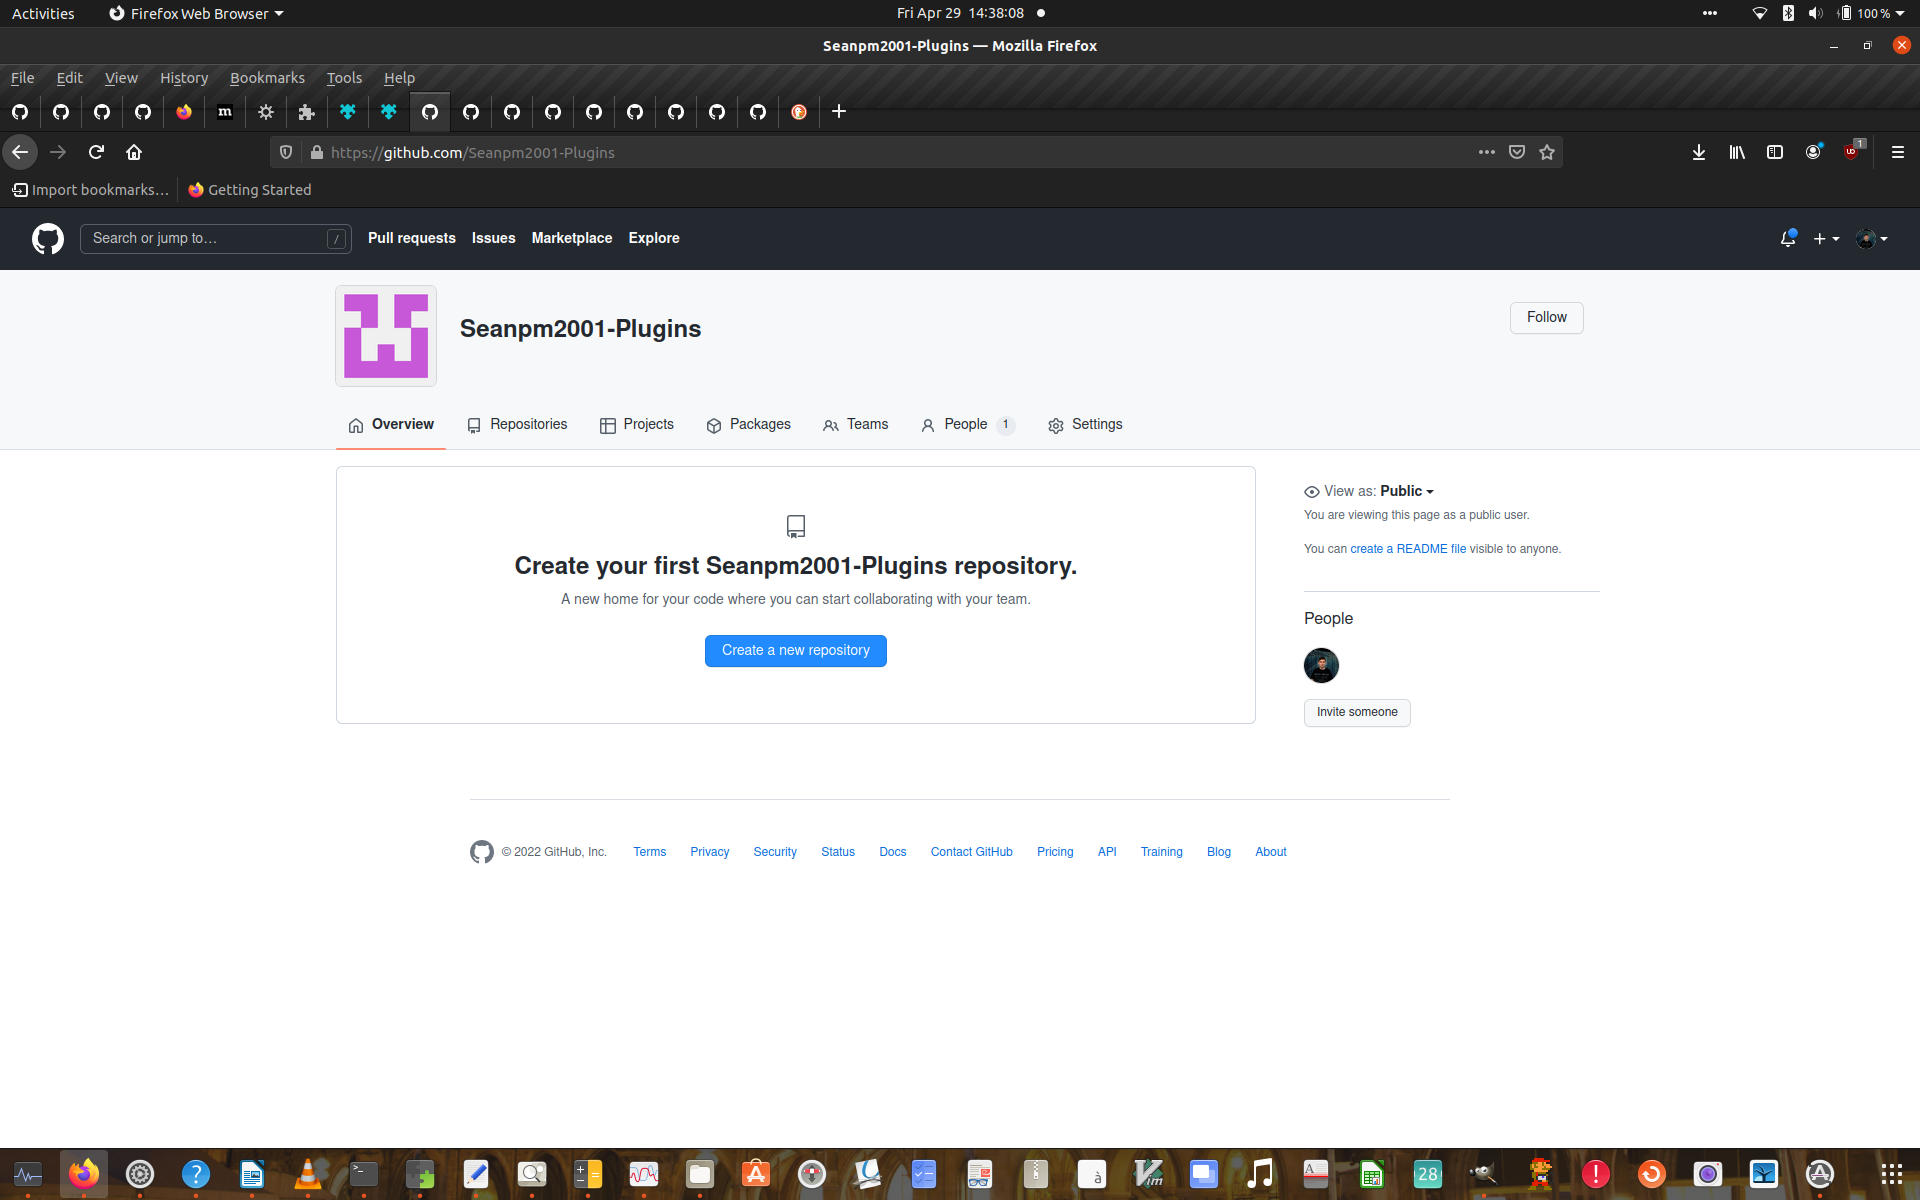 Activities Firefox Web Browser Fri Apr 29 14:38:08 100 %
Seanpm2001-Plugins — Mozilla Firefox
File Edit View History Bookmarks Tools Help
m
https://github.com/Seanpm2001-Plugins 1
Import bookmarks… Getting Started
Search or jump to… / Pull requests Issues Marketplace Explore
Seanpm2001-Plugins
Follow
Overview Repositories Projects Packages Teams People 1 Settings
View as: Public
You are viewing this page as a public user.
You can create a README file visible to anyone.
Create your first Seanpm2001-Plugins repository.
A new home for your code where you can start collaborating with your team.
Create a new repository
People
Invite someone
© 2022 GitHub, Inc. Terms Privacy Security Status Docs Contact GitHub Pricing API Training Blog About
? >_ à Vim A 28 !